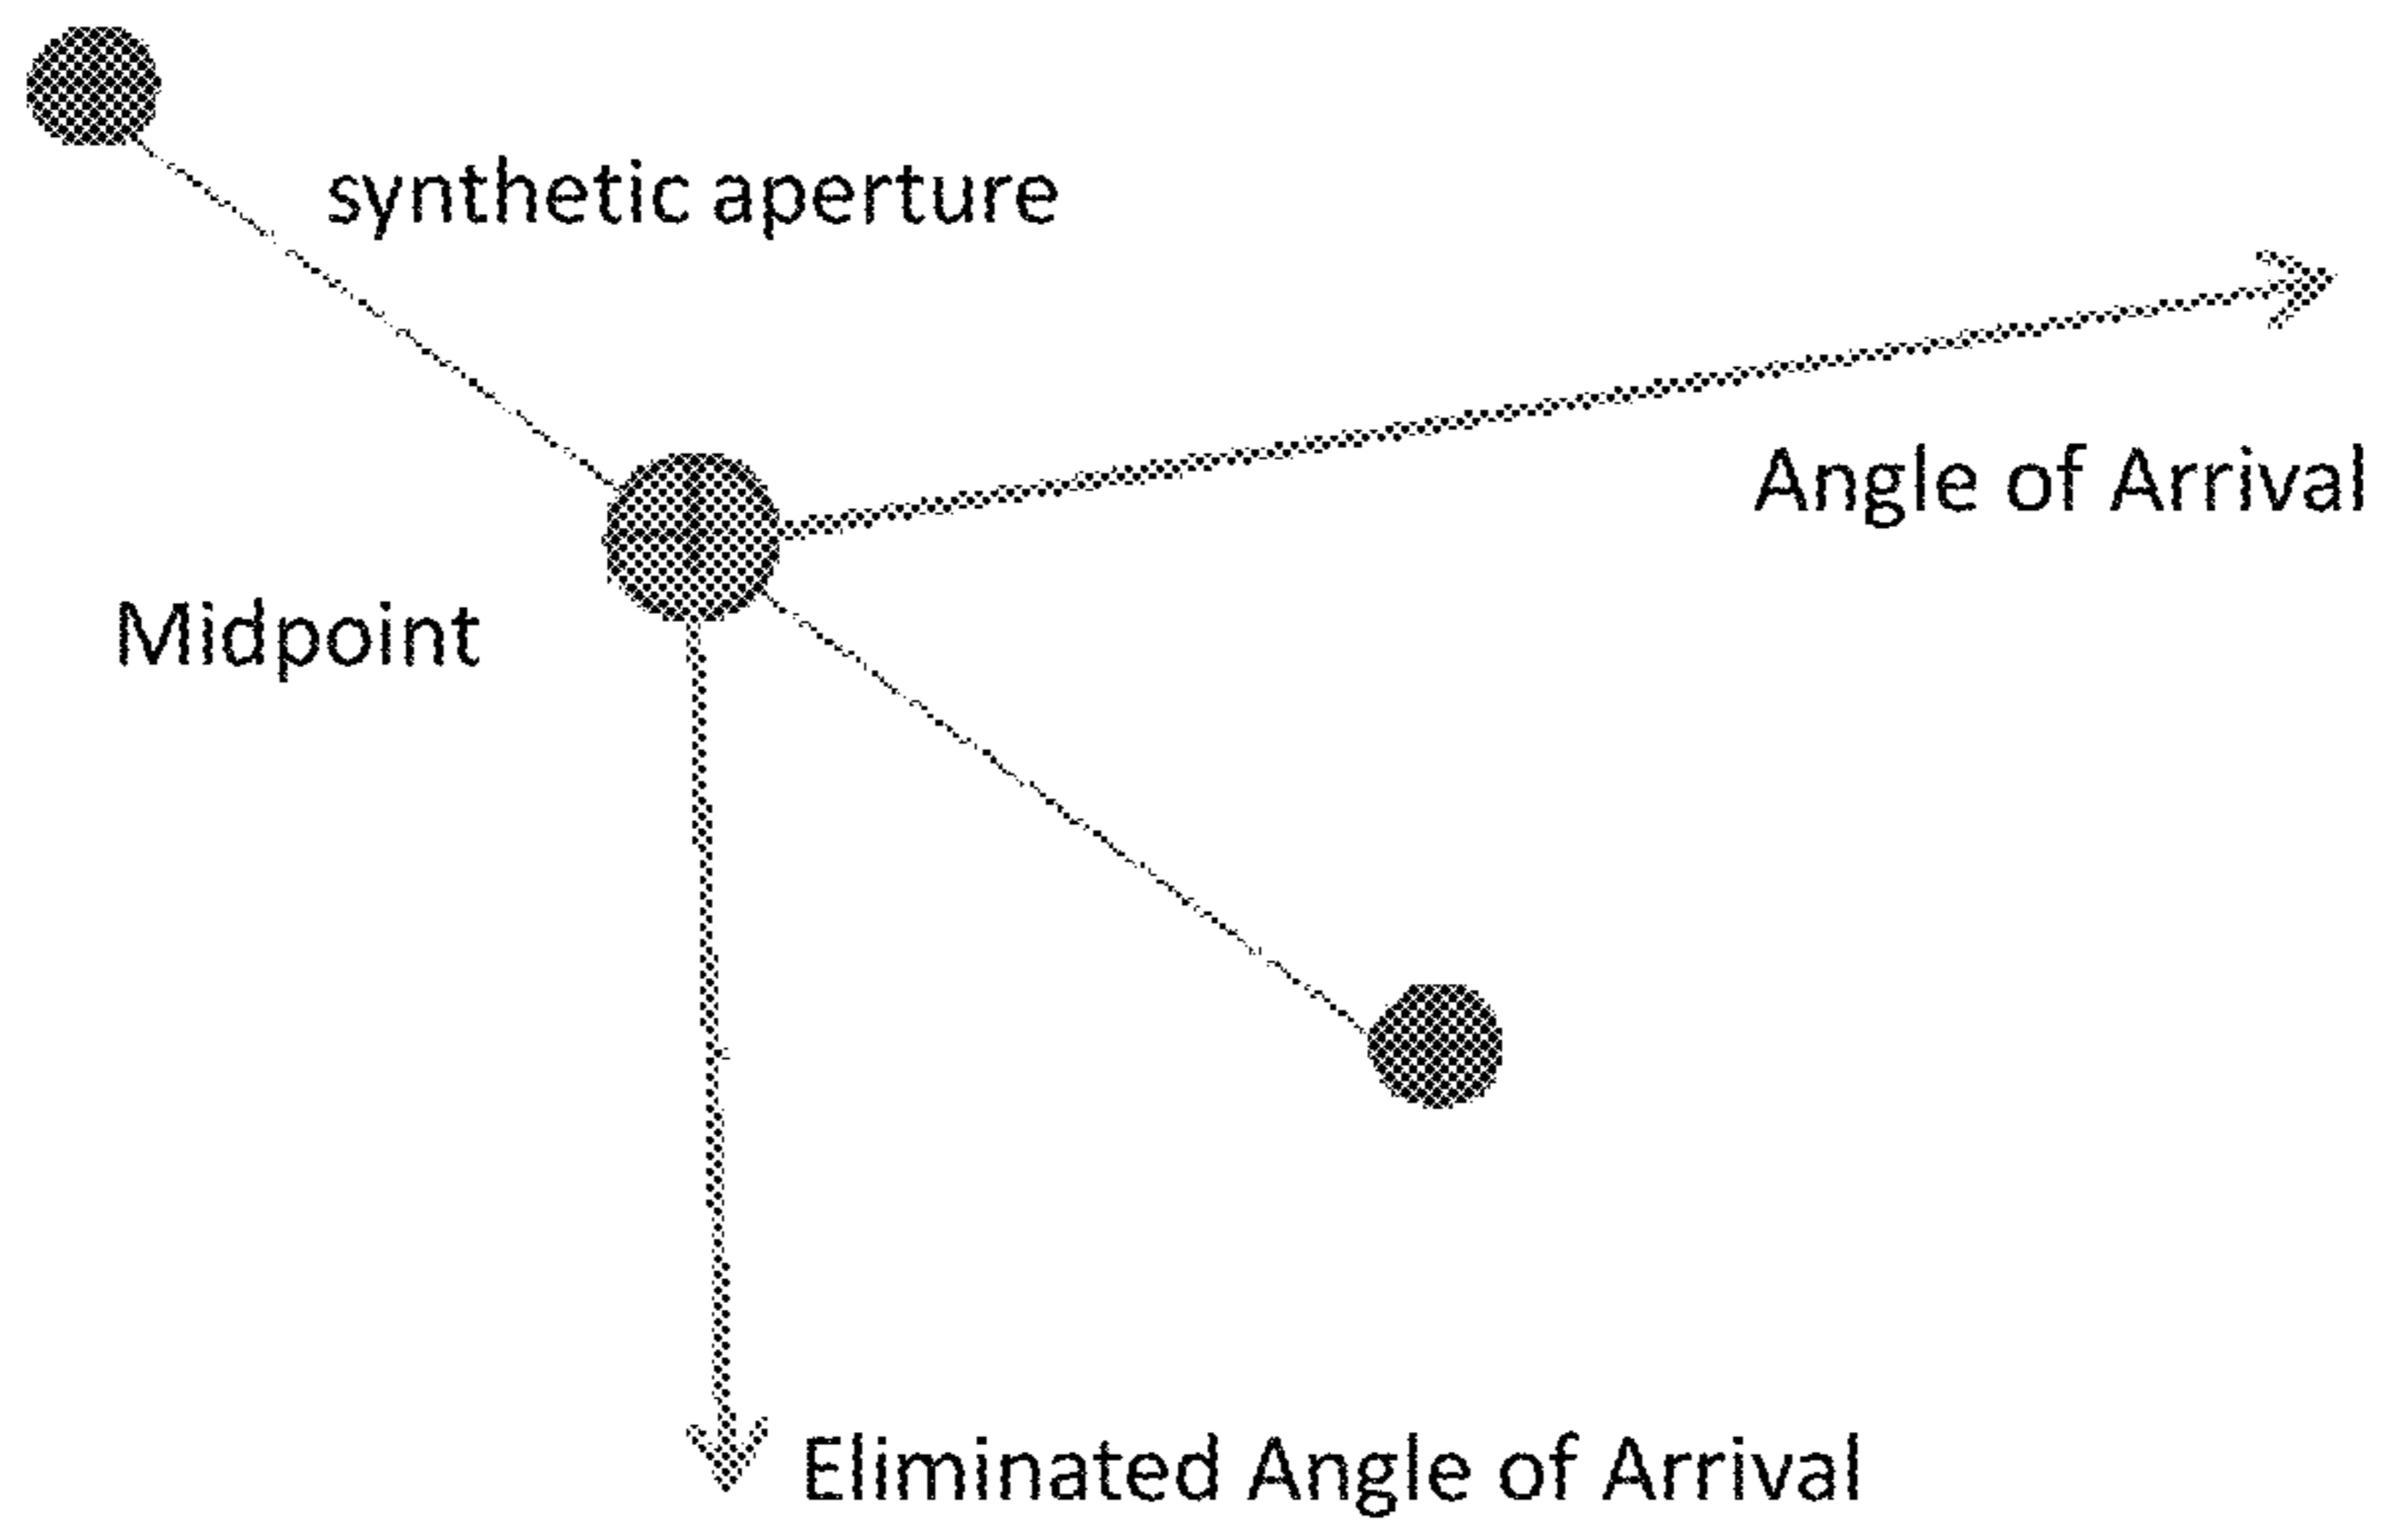 synthetic aperture
Angle of Arrival
Midpoint
Eliminated Angle of Arrival